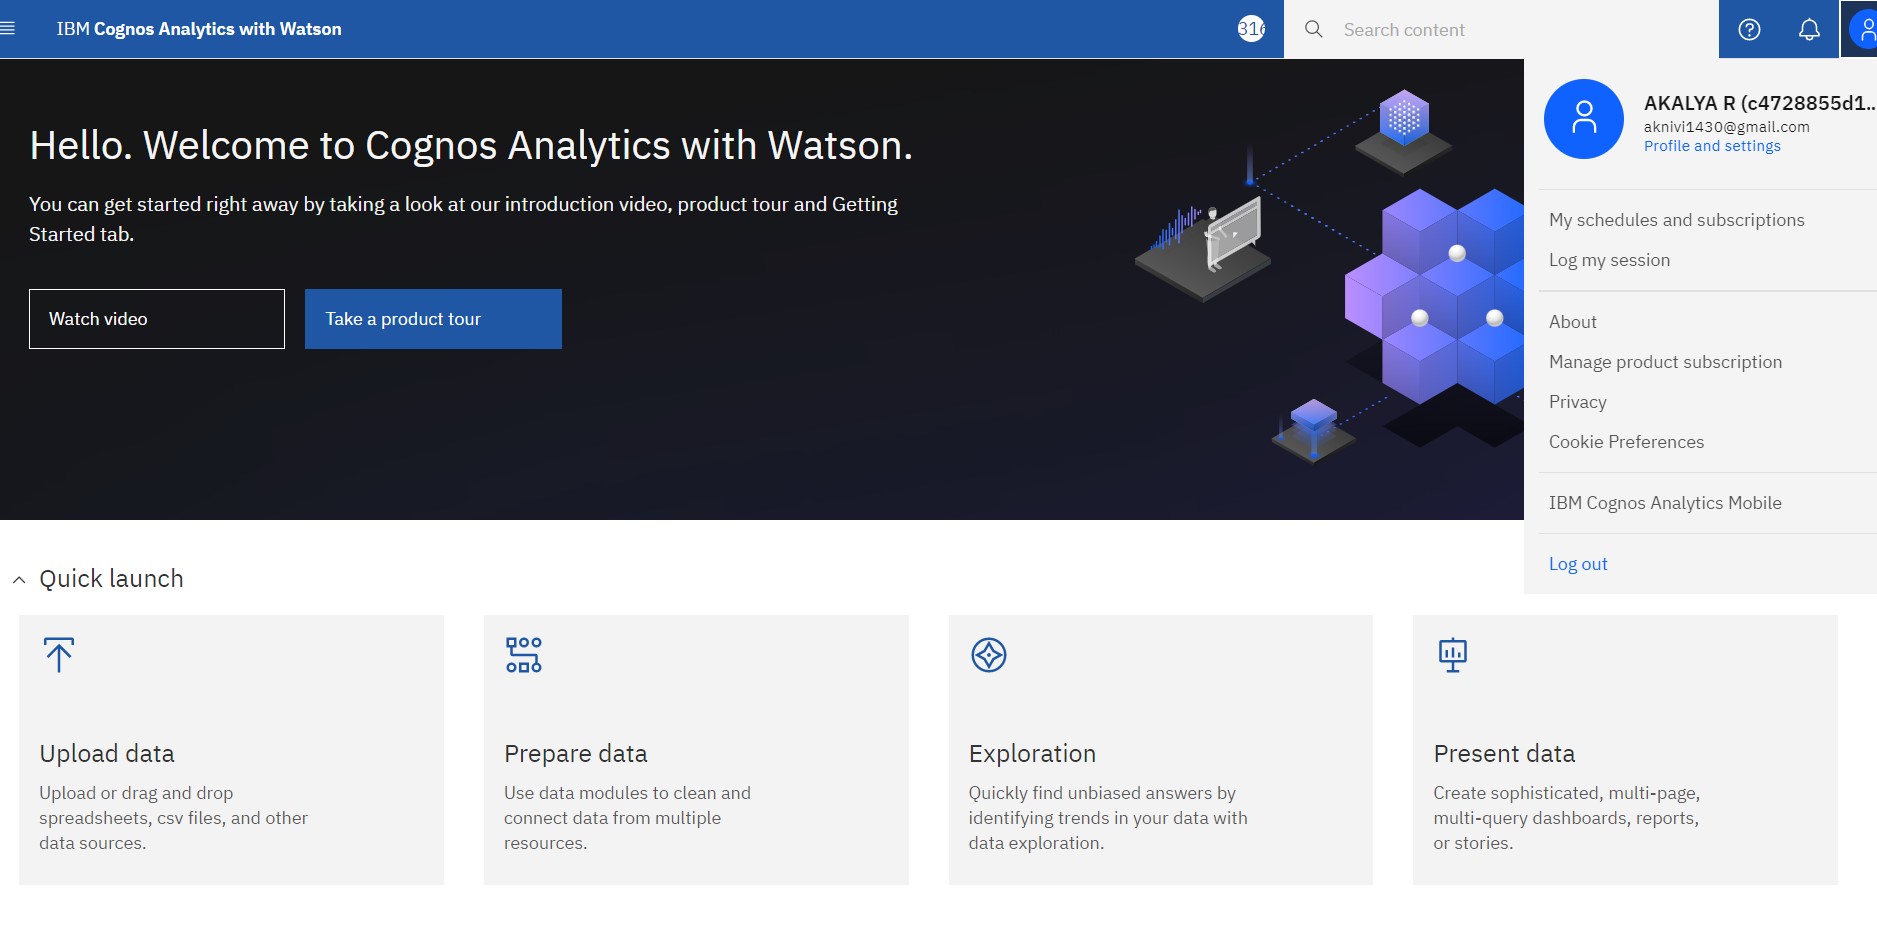 IBM Cognos Analytics with Watson
316
Search content
AKALYA R (c4728855d1...
aknivi1430@gmail.com
Profile and settings
My schedules and subscriptions
Log my session
About
Manage product subscription
Privacy
Cookie Preferences
IBM Cognos Analytics Mobile
Log out
Hello. Welcome to Cognos Analytics with Watson.
You can get started right away by taking a look at our introduction video, product tour and Getting
Started tab.
Watch video
Take a product tour
Quick launch
Upload data
Upload or drag and drop
spreadsheets, csv files, and other
data sources.
Prepare data
Use data modules to clean and
connect data from multiple
resources.
Exploration
Quickly find unbiased answers by
identifying trends in your data with
data exploration.
Present data
Create sophisticated, multi-page,
multi-query dashboards, reports,
or stories.